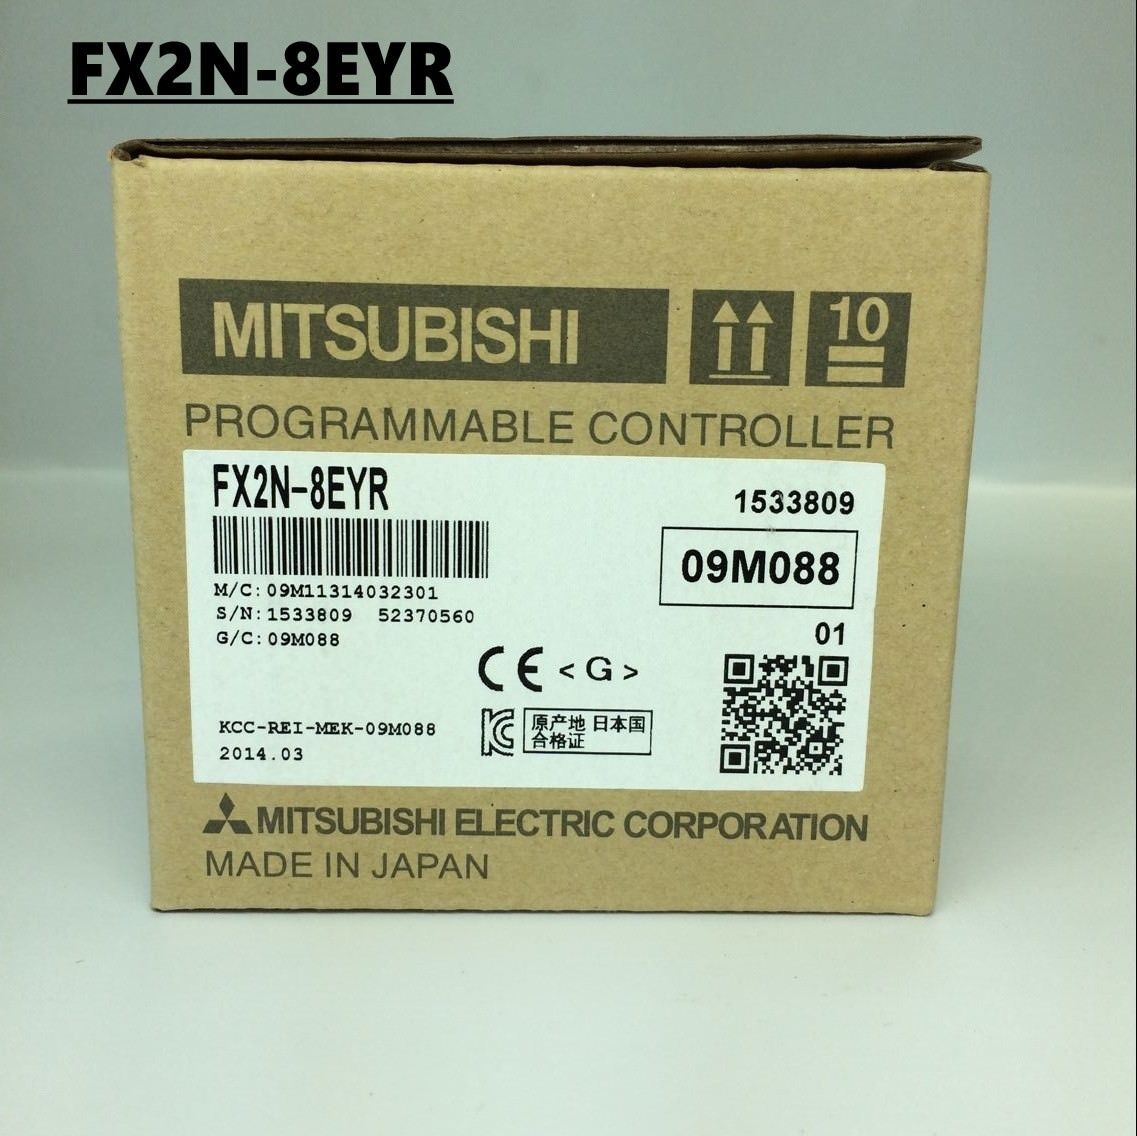 FX2N-8EYR
MITSUBISHI
10
PROGRAMMABLE CONTROLLER
FX2N-8EYR
1533809
09M088
M/C:09M11314032301
S/N:1533809 52370560
G/C:09M088
01
CE <G>
原产地 日本国
合格证
KCC-REI-MEK-09M088
2014.03
MITSUBISHI ELECTRIC CORPORATION
MADE IN JAPAN